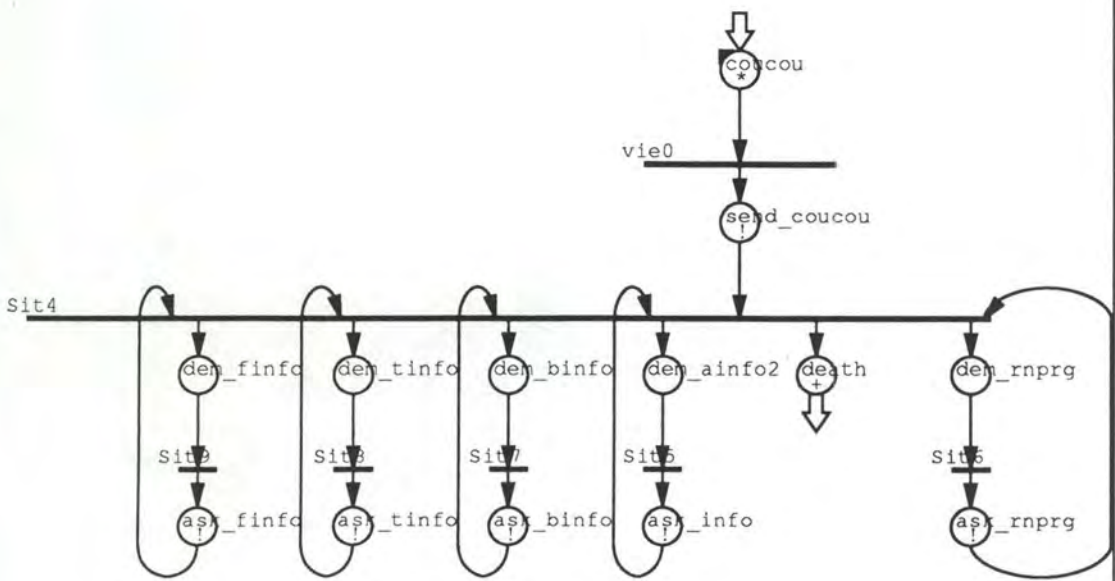 coucou
*
vie0
send_coucou
!
Sit4
dem_finfo dem_tinfo dem_binfo dem_ainfo2 death dem_rnprg
+
Sit9 Sit8 Sit7 Sit5 Sit6
ask_finfo ask_tinfo ask_binfo ask_info ask_rnprg
! ! ! ! !